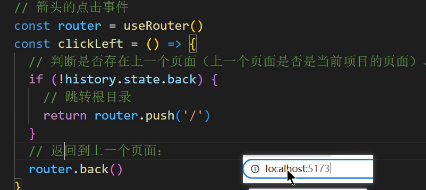 // 箭头的点击事件
const router = useRouter()
const clickLeft = () => {
// 判断是否存在上一个页面（上一个页面是否是当前项目的页面）、
if (!history.state.back) {
// 跳转根目录
return router.push('/')
}
// 返回到上一个页面:
router.back()
}
localhost:5173